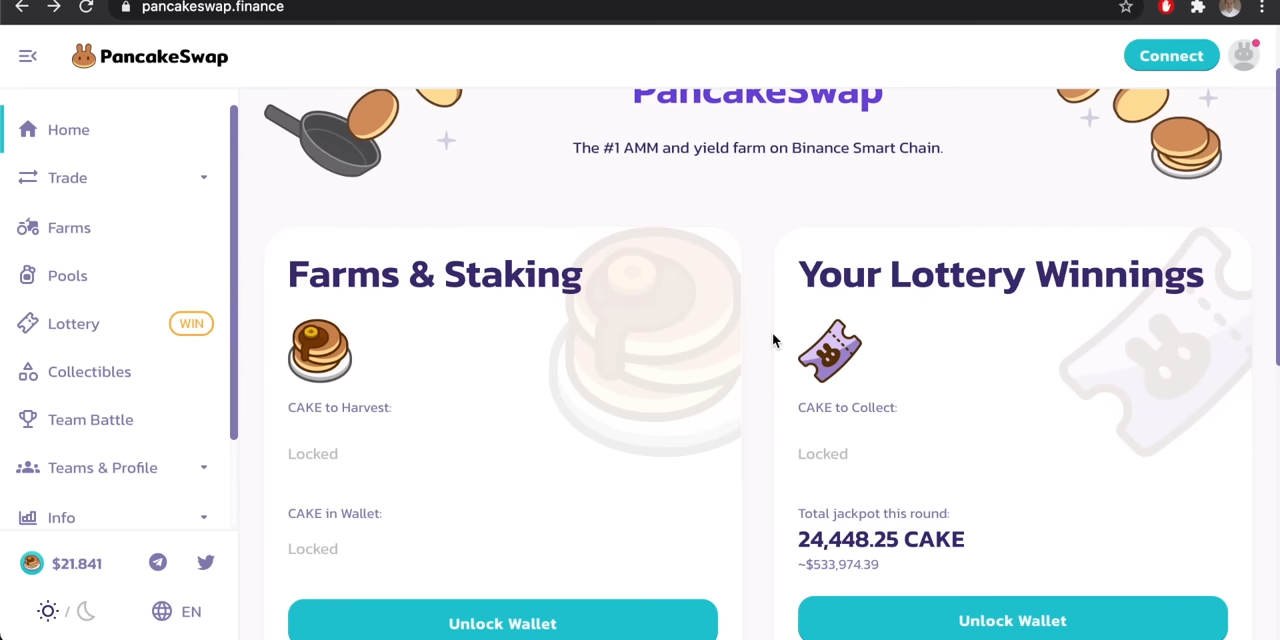 pancakeswap.finance
PancakeSwap
Connect
Home
Trade
Farms
Pools
Lottery WIN
Collectibles
Team Battle
Teams & Profile
Info
$21.841
EN
PancakeSwap
The #1 AMM and yield farm on Binance Smart Chain.
Farms & Staking
CAKE to Harvest:
Locked
CAKE in Wallet:
Locked
Unlock Wallet
Your Lottery Winnings
CAKE to Collect:
Locked
Total jackpot this round:
24,448.25 CAKE
~$533,974.39
Unlock Wallet